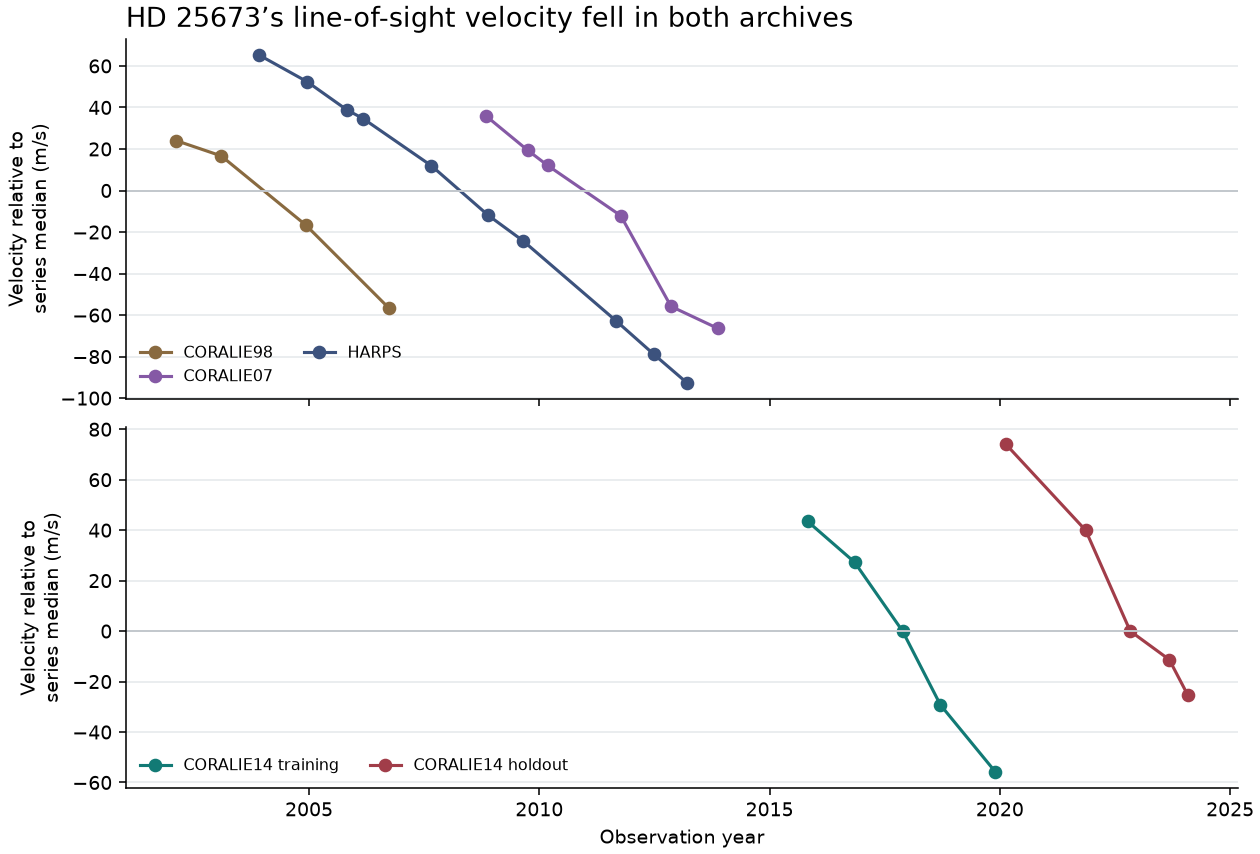 HD 25673’s line-of-sight velocity fell in both archives
Velocity relative to
series median (m/s)
60
40
20
0
−20
−40
−60
−80
−100
CORALIE98
HARPS
CORALIE07
Velocity relative to
series median (m/s)
80
60
40
20
0
−20
−40
−60
CORALIE14 training
CORALIE14 holdout
2005
2010
2015
2020
2025
Observation year